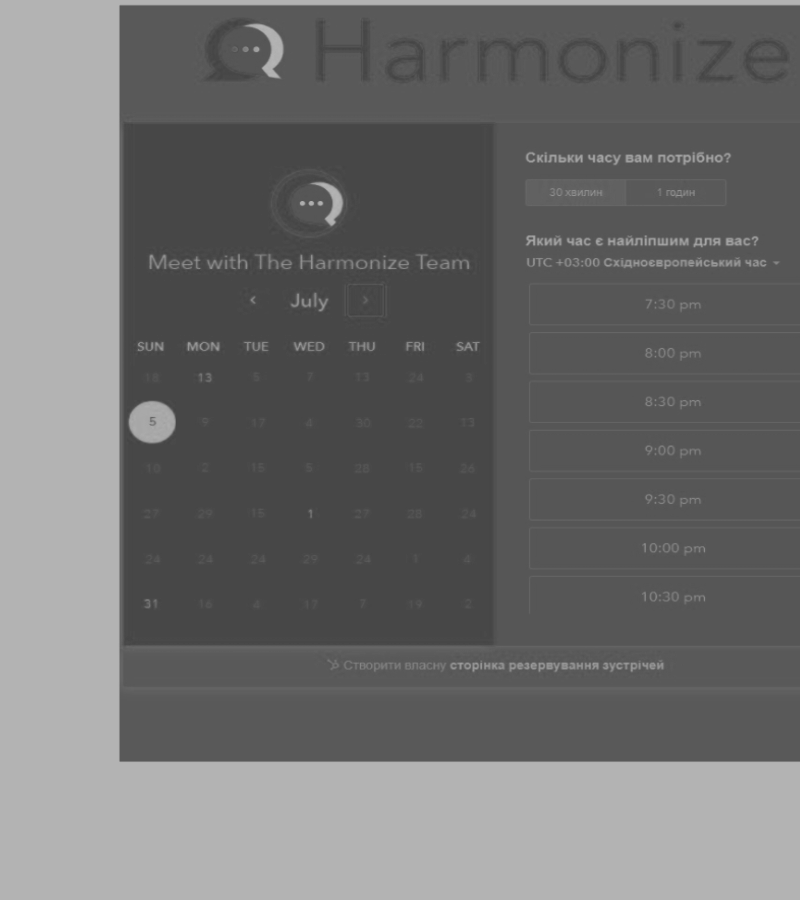 Harmonize
Meet with The Harmonize Team
July
SUN MON TUE WED THU FRI SAT
18 13 6 7 13 24 3
5 9 17 4 30 22 13
10 2 15 5 28 15 26
27 29 15 1 27 28 24
24 24 24 29 24 1 4
31 16 4 17 7 19 2
Скільки часу вам потрібно?
30 хвилин 1 годин
Який час є найліпшим для вас?
UTC +03:00 Східноєвропейський час
7:30 pm
8:00 pm
8:30 pm
9:00 pm
9:30 pm
10:00 pm
10:30 pm
Створити власну сторінка резервування зустрічей